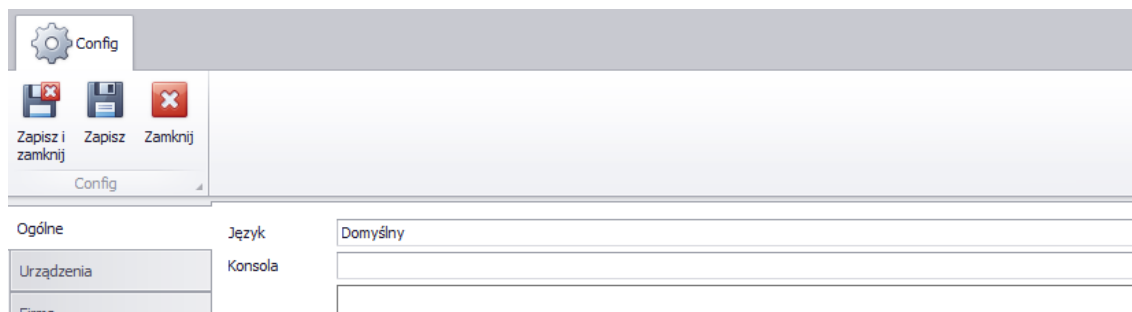 Config
Zapisz i zamknij
Zapisz
Zamknij
Config
Ogólne
Język
Domyślny
Urządzenia
Konsola